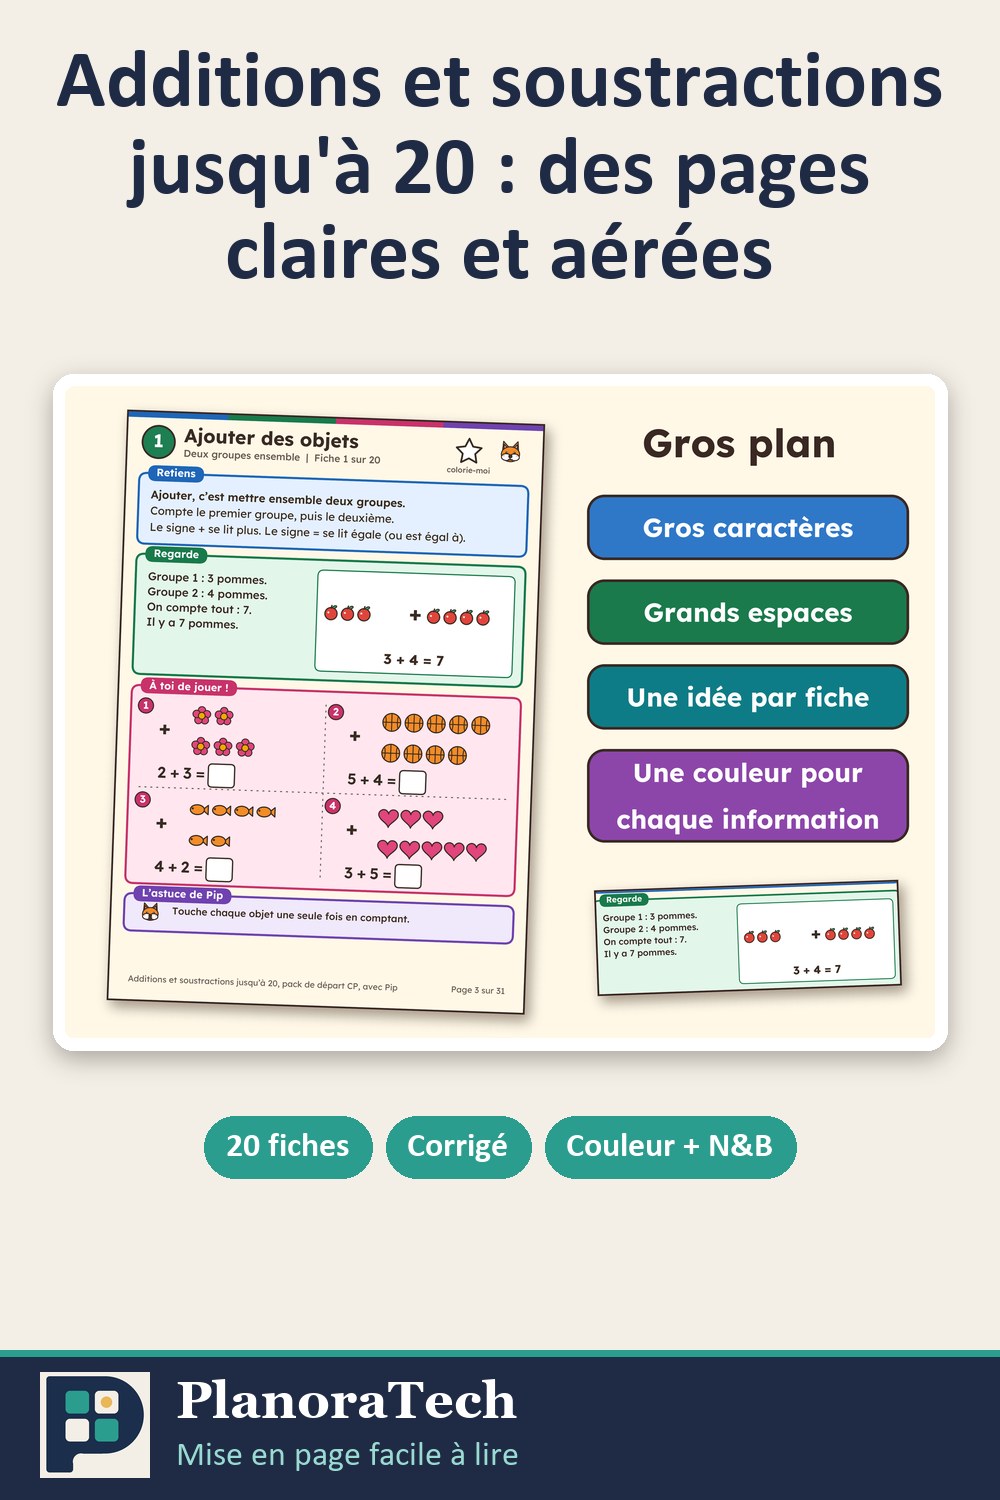 Additions et soustractions
jusqu'à 20 : des pages
claires et aérées
1
Ajouter des objets
Deux groupes ensemble | Fiche 1 sur 20
colorie-moi
Retiens
Ajouter, c'est mettre ensemble deux groupes.
Compte le premier groupe, puis le deuxième.
Le signe + se lit plus. Le signe = se lit égale (ou est égal à).
Regarde
Groupe 1 : 3 pommes.
Groupe 2 : 4 pommes.
On compte tout : 7.
Il y a 7 pommes.
+
3 + 4 = 7
À toi de jouer !
1
+
2 + 3 =
2
+
5 + 4 =
3
+
4 + 2 =
4
+
3 + 5 =
L'astuce de Pip
Touche chaque objet une seule fois en comptant.
Additions et soustractions jusqu'à 20, pack de départ CP, avec Pip
Page 3 sur 31
Gros plan
Gros caractères
Grands espaces
Une idée par fiche
Une couleur pour
chaque information
Regarde
Groupe 1 : 3 pommes.
Groupe 2 : 4 pommes.
On compte tout : 7.
Il y a 7 pommes.
+
3 + 4 = 7
20 fiches
Corrigé
Couleur + N&B
PlanoraTech
Mise en page facile à lire